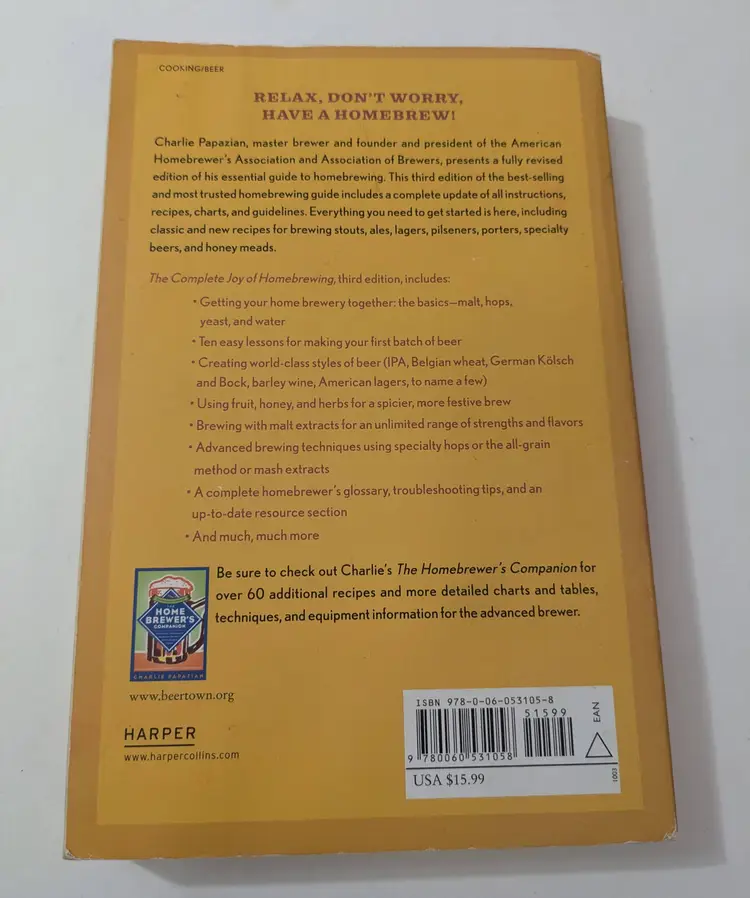 COOKING/BEER
RELAX, DON'T WORRY,
HAVE A HOMEBREW!
Charlie Papazian, master brewer and founder and president of the American
Homebrewer's Association and Association of Brewers, presents a fully revised
edition of his essential guide to homebrewing. This third edition of the best-selling
and most trusted homebrewing guide includes a complete update of all instructions,
recipes, charts, and guidelines. Everything you need to get started is here, including
classic and new recipes for brewing stouts, ales, lagers, pilseners, porters, specialty
beers, and honey meads.
The Complete Joy of Homebrewing, third edition, includes:
• Getting your home brewery together: the basics—malt, hops,
yeast, and water
• Ten easy lessons for making your first batch of beer
• Creating world-class styles of beer (IPA, Belgian wheat, German Kölsch
and Bock, barley wine, American lagers, to name a few)
• Using fruit, honey, and herbs for a spicier, more festive brew
• Brewing with malt extracts for an unlimited range of strengths and flavors
• Advanced brewing techniques using specialty hops or the all-grain
method or mash extracts
• A complete homebrewer's glossary, troubleshooting tips, and an
up-to-date resource section
• And much, much more
Be sure to check out Charlie's The Homebrewer's Companion for
over 60 additional recipes and more detailed charts and tables,
techniques, and equipment information for the advanced brewer.
THE
HOME
BREWER'S
COMPANION
CHARLIE PAPAZIAN
www.beertown.org
HARPER
www.harpercollins.com
ISBN 978-0-06-053105-8
51599
EAN
9 780060 531058
USA $15.99
1003